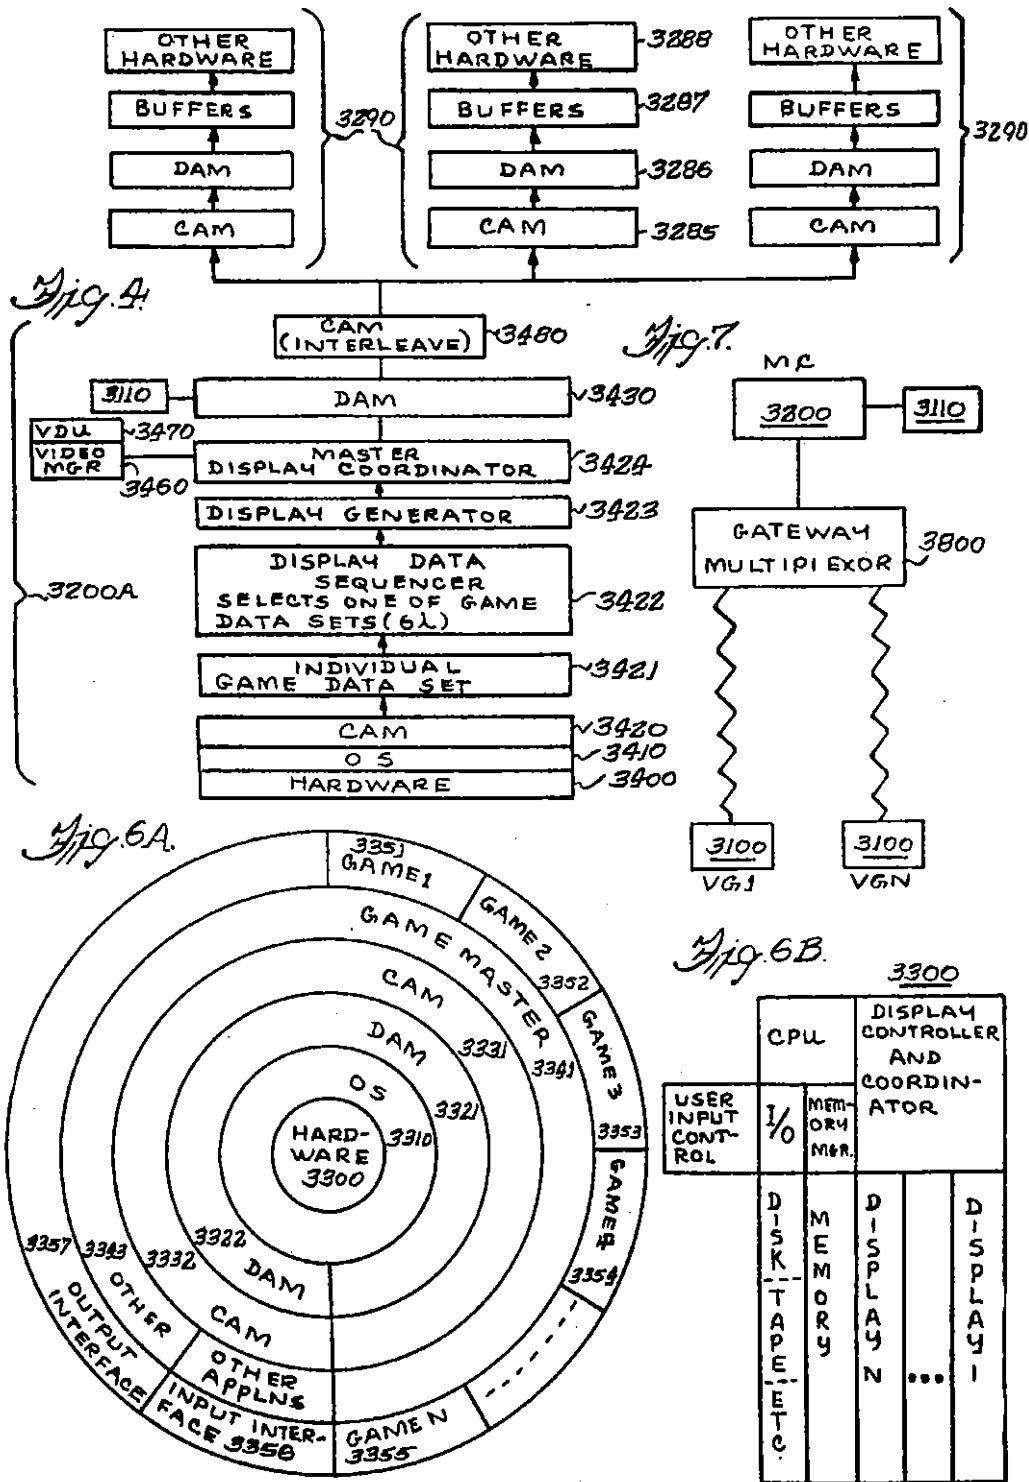 OTHER
HARDWARE
BUFFERS
DAM
CAM
3290
OTHER
HARDWARE
3288
BUFFERS
3287
DAM
3286
CAM
3285
OTHER
HARDWARE
BUFFERS
DAM
CAM
3290
Fig. 4.
CAM
(INTERLEAVE)
3480
3110
DAM
3430
VDU
3470
VIDEO
MGR
3460
MASTER
DISPLAY COORDINATOR
3424
DISPLAY GENERATOR
3423
DISPLAY DATA
SEQUENCER
SELECTS ONE OF GAME
DATA SETS (Gi)
3422
INDIVIDUAL
GAME DATA SET
3421
CAM
3420
OS
3410
HARDWARE
3400
3200A
Fig. 7.
MC
3200
3110
GATEWAY
MULTIPLEXOR
3800
3100
VG1
3100
VGN
Fig. 6A.
3351
GAME 1
GAME 2
3352
GAME 3
3353
GAME 4
3354
GAME N
3355
INPUT INTER-
FACE 3356
OUTPUT
INTERFACE
3357
GAME MASTER
3341
OTHER
3343
OTHER
APPLNS
CAM
3331
CAM
3332
DAM
3321
DAM
3322
OS
3310
HARD-
WARE
3300
Fig. 6B.
3300
CPU
DISPLAY
CONTROLLER
AND
COORDIN-
ATOR
USER
INPUT
CONT-
ROL
I/O
MEM-
ORY
MGR.
DISK TAPE ETC.
MEMORY
DISPLAY N
...
DISPLAY 1